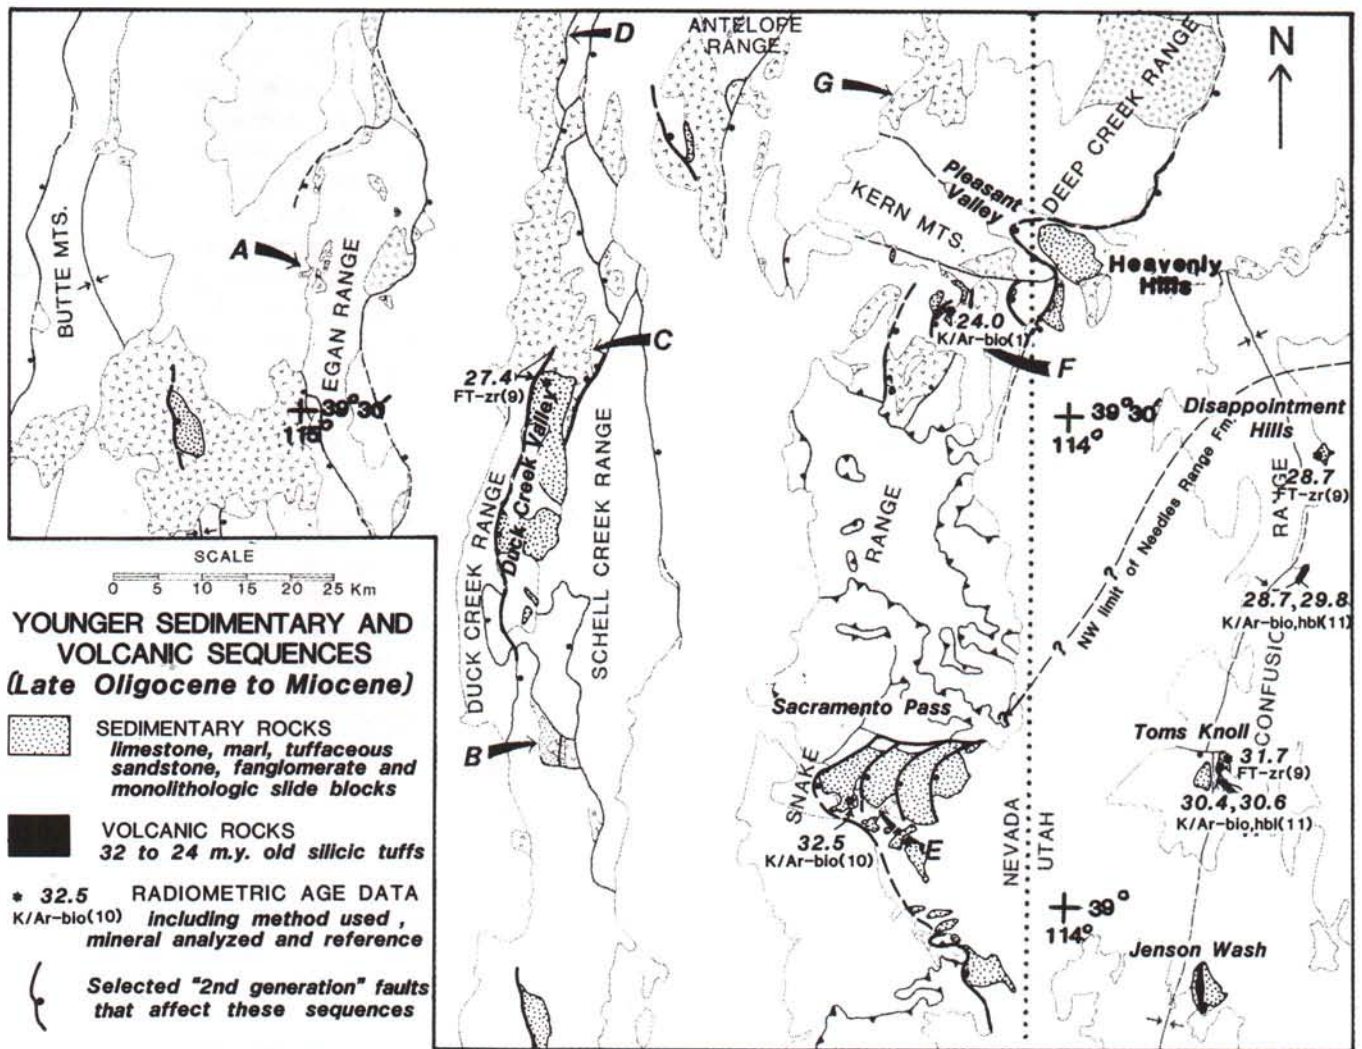 D
ANTELOPE
RANGE
N
G
DEEP CREEK RANGE
Pleasant
Valley
KERN MTS.
BUTTE MTS.
A
EGAN RANGE
Heavenly
Hills
24.0
K/Ar-bio(1)
F
C
27.4
FT-zr(9)
39° 30'
115°
39° 30'
114°
Disappointment
Hills
28.7
FT-zr(9)
Duck Creek Valley
DUCK CREEK RANGE
SCHELL CREEK RANGE
RANGE
RANGE
? NW limit of Needles Range Fm. ?
28.7, 29.8
K/Ar-bio,hbl(11)
CONFUSION
SCALE
0 5 10 15 20 25 Km
YOUNGER SEDIMENTARY AND
VOLCANIC SEQUENCES
(Late Oligocene to Miocene)
SEDIMENTARY ROCKS
limestone, marl, tuffaceous
sandstone, fanglomerate and
monolithologic slide blocks
VOLCANIC ROCKS
32 to 24 m.y. old silicic tuffs
* 32.5 RADIOMETRIC AGE DATA
K/Ar-bio(10) including method used ,
mineral analyzed and reference
Selected "2nd generation" faults
that affect these sequences
B
Sacramento Pass
SNAKE
32.5
K/Ar-bio(10)
E
NEVADA
UTAH
Toms Knoll
31.7
FT-zr(9)
30.4, 30.6
K/Ar-bio,hbl(11)
39°
114°
Jenson Wash